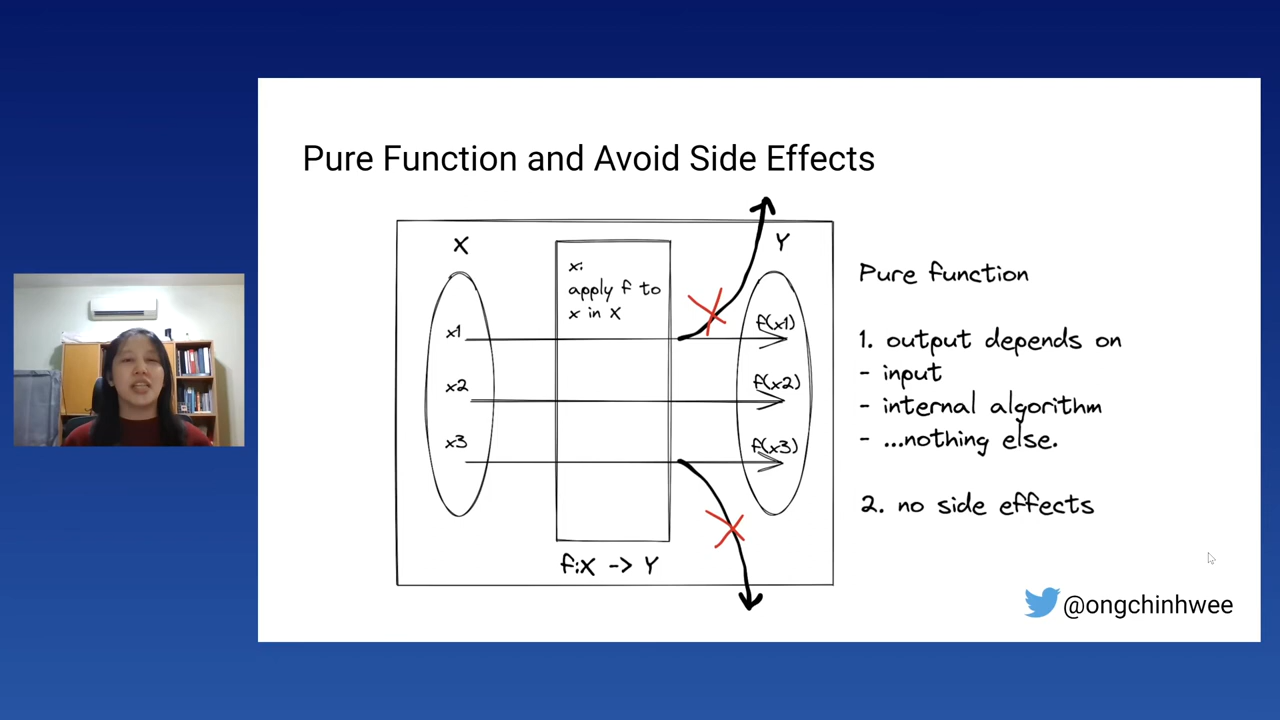 Pure Function and Avoid Side Effects
X
Y
x:
apply f to
x in X
x1
f(x1)
x2
f(x2)
x3
f(x3)
f:X -> Y
Pure function
1. output depends on
- input
- internal algorithm
- ...nothing else.
2. no side effects
@ongchinhwee